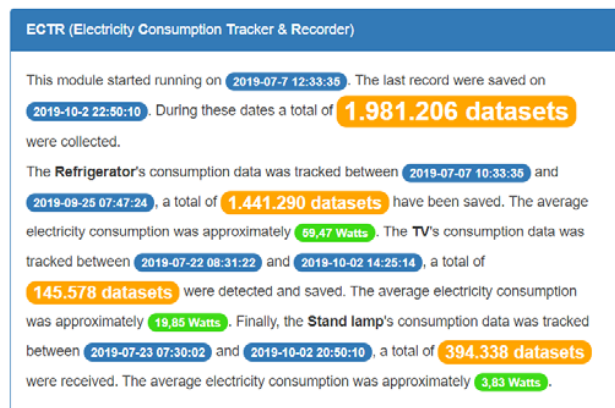 ECTR (Electricity Consumption Tracker & Recorder)
This module started running on 2019-07-7 12:33:35. The last record were saved on
2019-10-2 22:50:10. During these dates a total of 1.981.206 datasets
were collected.
The Refrigerator's consumption data was tracked between 2019-07-07 10:33:35 and
2019-09-25 07:47:24, a total of 1.441.290 datasets have been saved. The average
electricity consumption was approximately 59,47 Watts. The TV's consumption data was
tracked between 2019-07-22 08:31:22 and 2019-10-02 14:25:14, a total of
145.578 datasets were detected and saved. The average electricity consumption
was approximately 19,85 Watts. Finally, the Stand lamp's consumption data was tracked
between 2019-07-23 07:30:02 and 2019-10-02 20:50:10, a total of 394.338 datasets
were received. The average electricity consumption was approximately 3,83 Watts.